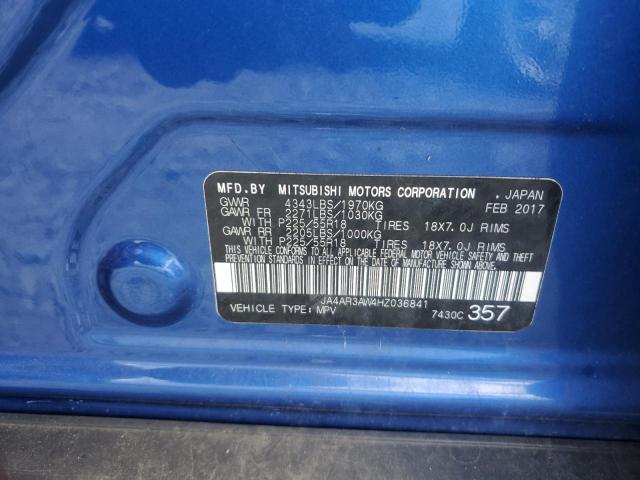 MFD.BY MITSUBISHI MOTORS CORPORATION , JAPAN
GVWR 4343LBS/1970KG FEB 2017
GAWR FR 2271LBS/1030KG
WITH P225/55R18 TIRES 18X7.0J RIMS
GAWR RR 2205LBS/1000KG
WITH P225/55R18 TIRES 18X7.0J RIMS
THIS VEHICLE CONFORMS TO ALL APPLICABLE FEDERAL MOTOR VEHICLE SAFETY AND THEFT
PREVENTION STANDARDS IN EFFECT ON THE DATE OF MANUFACTURE SHOWN ABOVE.
JA4AR3AW4HZ036841
VEHICLE TYPE: MPV 7430C 357